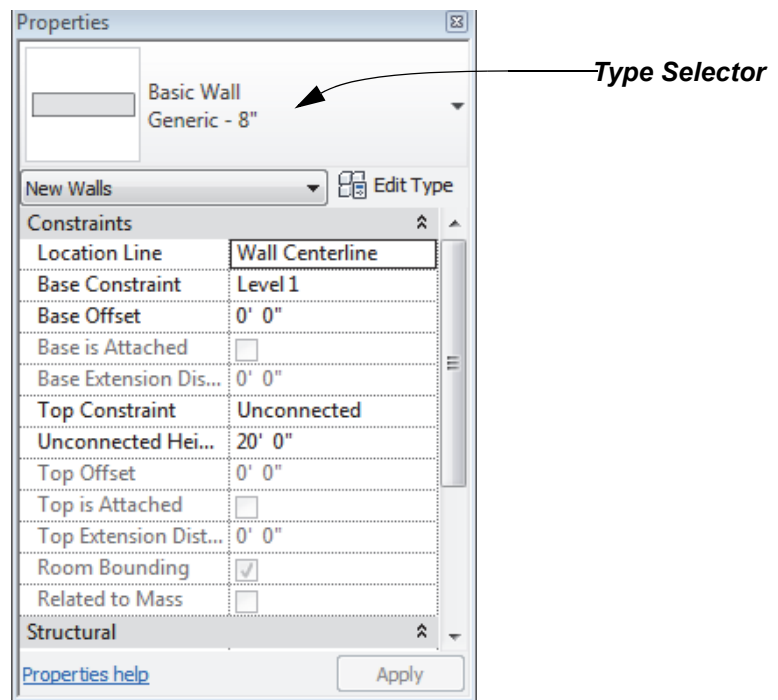 Properties
Type Selector
Basic Wall
Generic - 8"
New Walls Edit Type
Constraints
Location Line Wall Centerline
Base Constraint Level 1
Base Offset 0' 0"
Base is Attached
Base Extension Dis... 0' 0"
Top Constraint Unconnected
Unconnected Hei... 20' 0"
Top Offset 0' 0"
Top is Attached
Top Extension Dist... 0' 0"
Room Bounding
Related to Mass
Structural
Properties help Apply